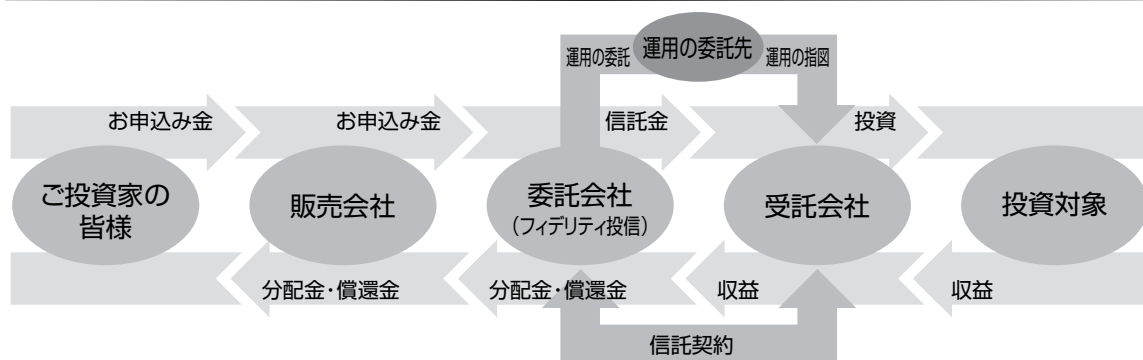 運用の委託
運用の委託先
運用の指図
お申込み金
お申込み金
信託金
投資
ご投資家の
皆様
販売会社
委託会社
(フィデリティ投信)
受託会社
投資対象
分配金・償還金
分配金・償還金
収益
収益
信託契約